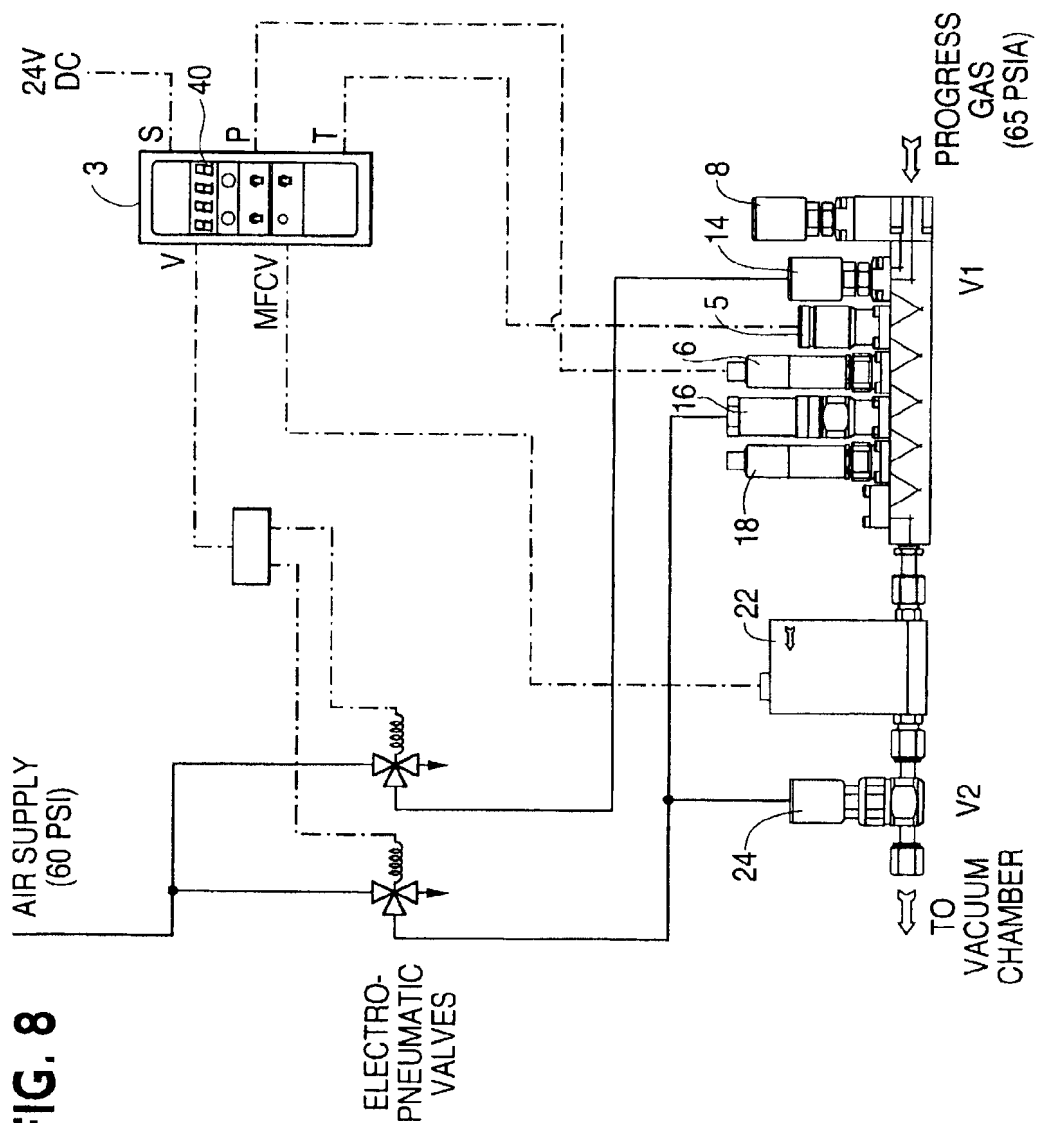 FIG. 8
AIR SUPPLY
(60 PSI)
24V
DC
3
S
40
8888
V
P
MFCV
T
ELECTRO-
PNEUMATIC
VALVES
8
14
5
6
16
18
22
24
V1
V2
TO
VACUUM
CHAMBER
PROGRESS
GAS
(65 PSIA)